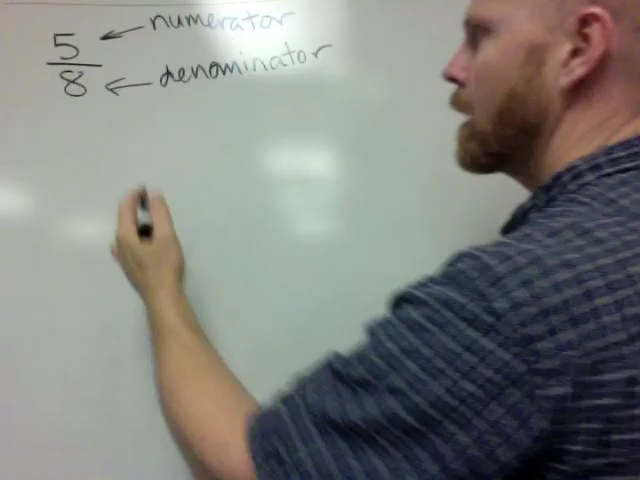 5 ← numerator
8 ← denominator